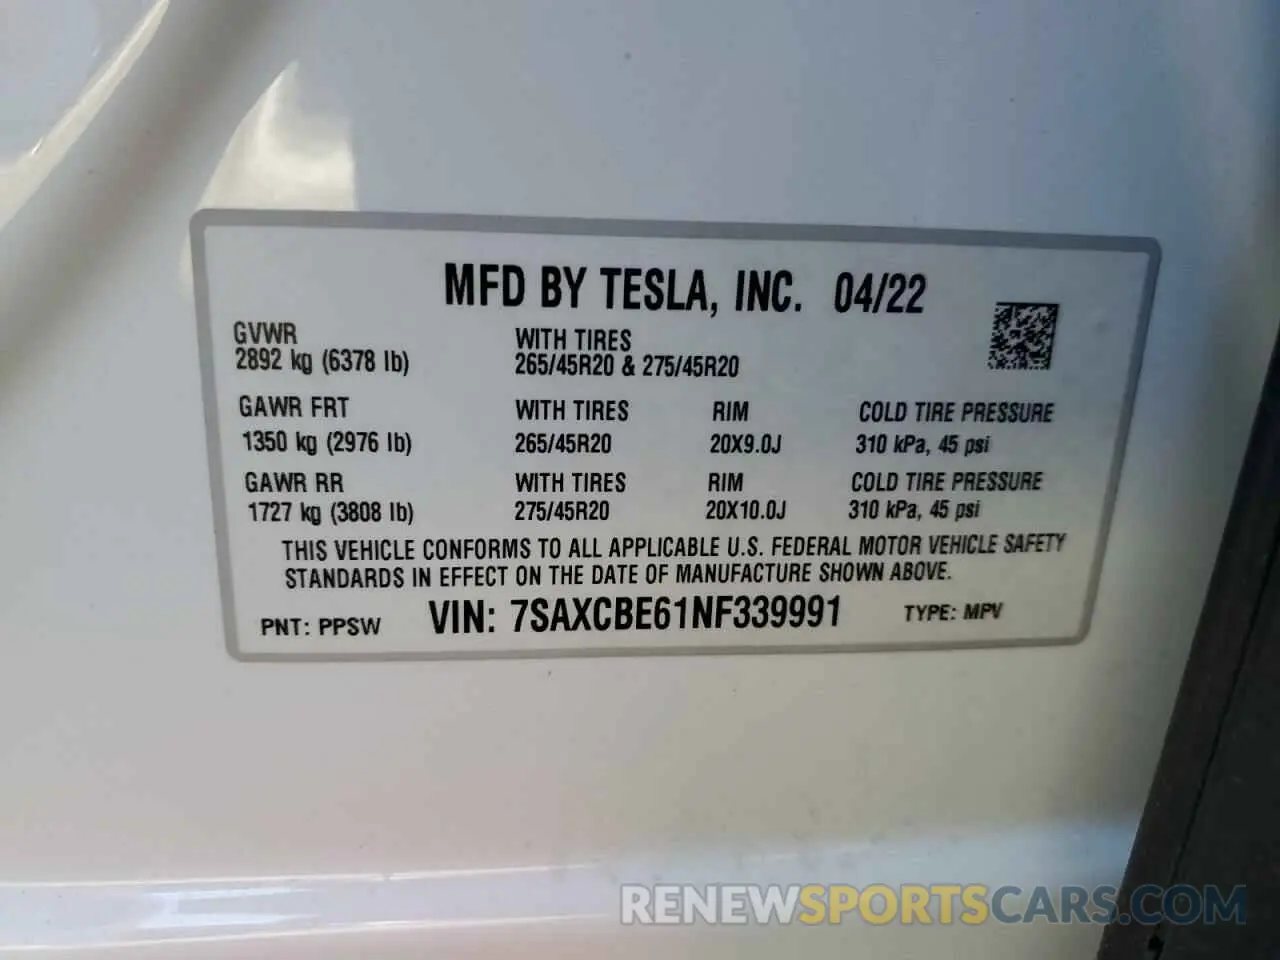 MFD BY TESLA, INC. 04/22
GVWR
2892 kg (6378 lb)
WITH TIRES
265/45R20 & 275/45R20
GAWR FRT WITH TIRES RIM COLD TIRE PRESSURE
1350 kg (2976 lb) 265/45R20 20X9.0J 310 kPa, 45 psi
GAWR RR WITH TIRES RIM COLD TIRE PRESSURE
1727 kg (3808 lb) 275/45R20 20X10.0J 310 kPa, 45 psi
THIS VEHICLE CONFORMS TO ALL APPLICABLE U.S. FEDERAL MOTOR VEHICLE SAFETY
STANDARDS IN EFFECT ON THE DATE OF MANUFACTURE SHOWN ABOVE.
PNT: PPSW VIN: 7SAXCBE61NF339991 TYPE: MPV
RENEWSPORTSCARS.COM